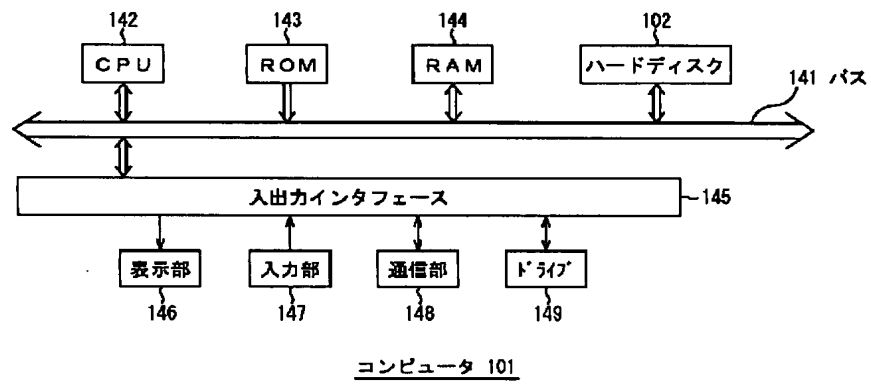 142 143 144 102
CPU ROM RAM ハードディスク
141 バス
入出力インタフェース 145
表示部 入力部 通信部 ドライブ
146 147 148 149
コンピュータ 101